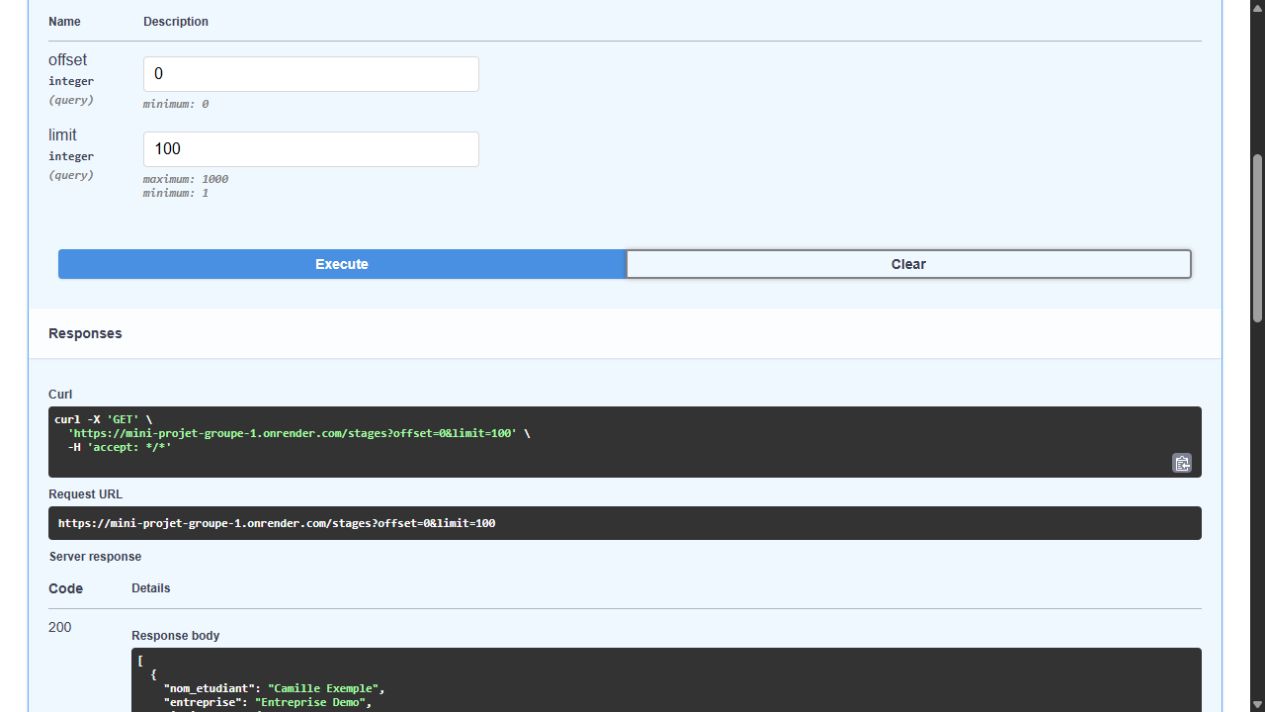 Name Description
offset
integer
(query)
0
minimum: 0
limit
integer
(query)
100
maximum: 1000
minimum: 1
Execute Clear
Responses
Curl
curl -X 'GET' \
'https://mini-projet-groupe-1.onrender.com/stages?offset=0&limit=100' \
-H 'accept: */*'
Request URL
https://mini-projet-groupe-1.onrender.com/stages?offset=0&limit=100
Server response
Code Details
200
Response body
[
{
"nom_etudiant": "Camille Exemple",
"entreprise": "Entreprise Demo",